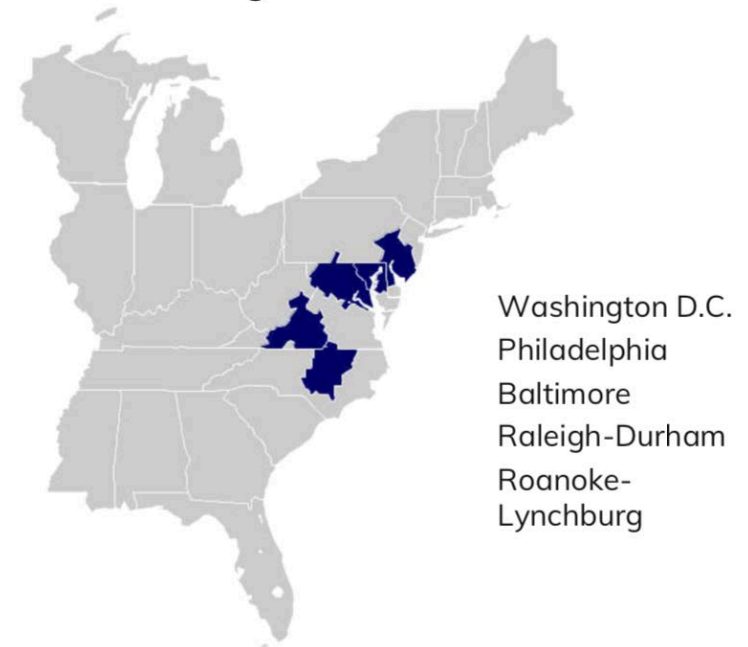 Washington D.C.
Philadelphia
Baltimore
Raleigh-Durham
Roanoke-
Lynchburg